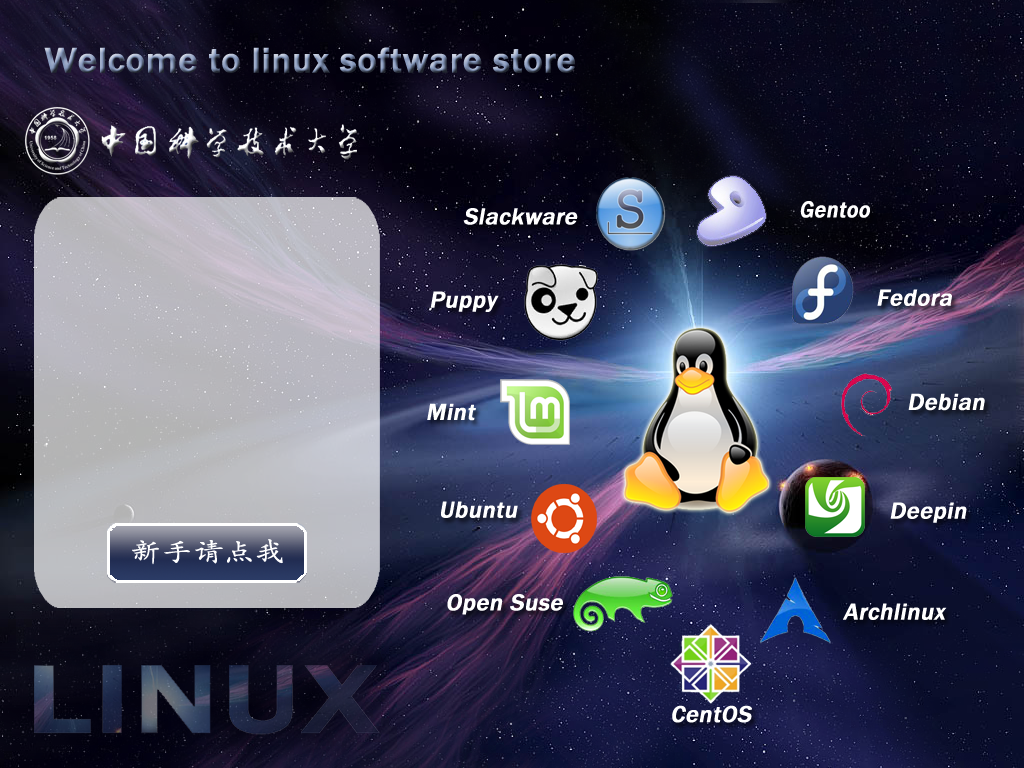 Welcome to linux software store
1958
中国科学技术大学
Slackware
S
Gentoo
Puppy
Fedora
Mint
Debian
Ubuntu
Deepin
新手请点我
Open Suse
Archlinux
CentOS
LINUX